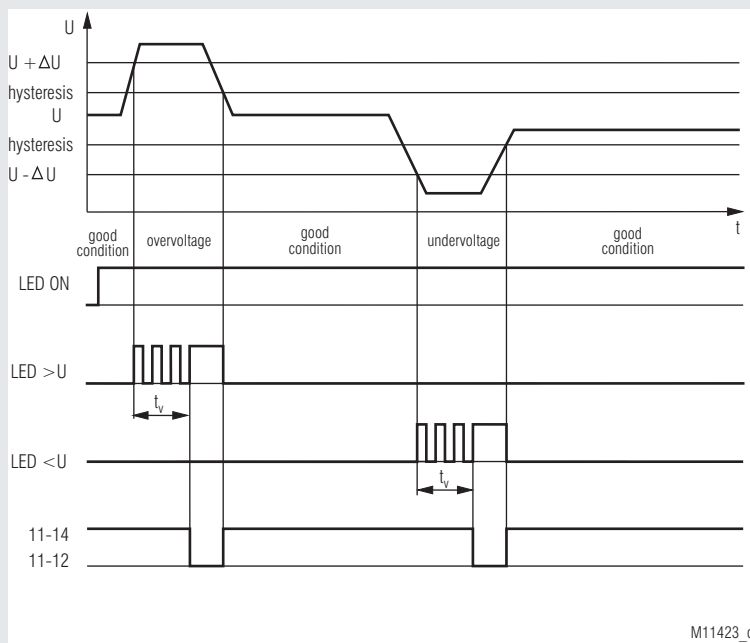 U
U + ΔU
hysteresis
U
hysteresis
U - ΔU
t
good
condition
overvoltage
good
condition
undervoltage
good
condition
LED ON
LED >U
tv
LED <U
tv
11-14
11-12
M11423_